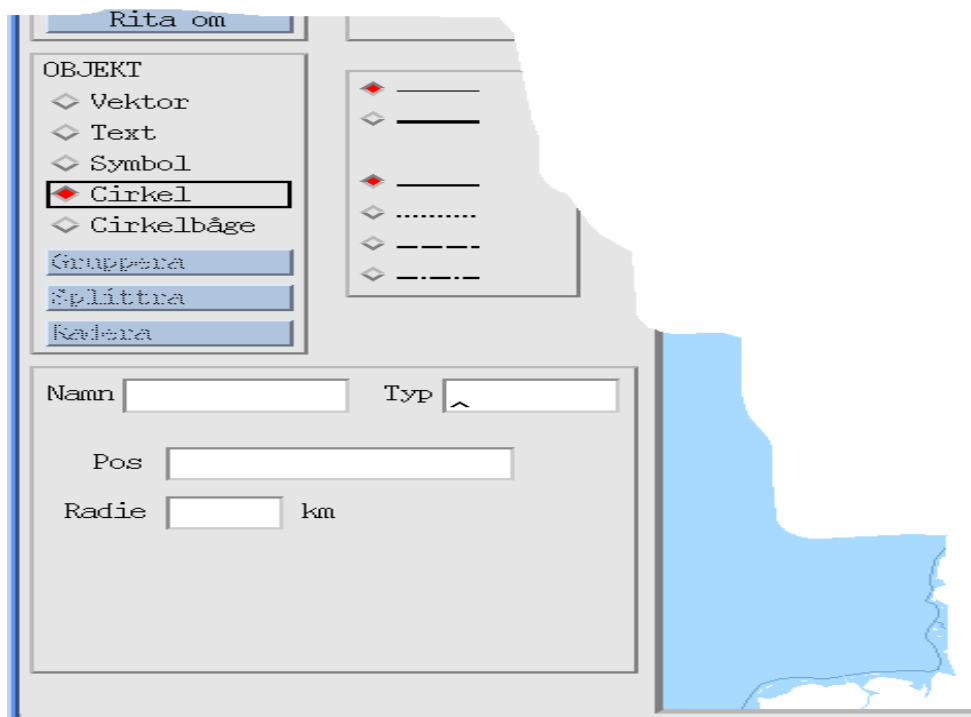 Rita om
OBJEKT
Vektor
Text
Symbol
Cirkel
Cirkelbåge
Gruppera
Splittra
Radera
Namn
Typ
Pos
Radie
km